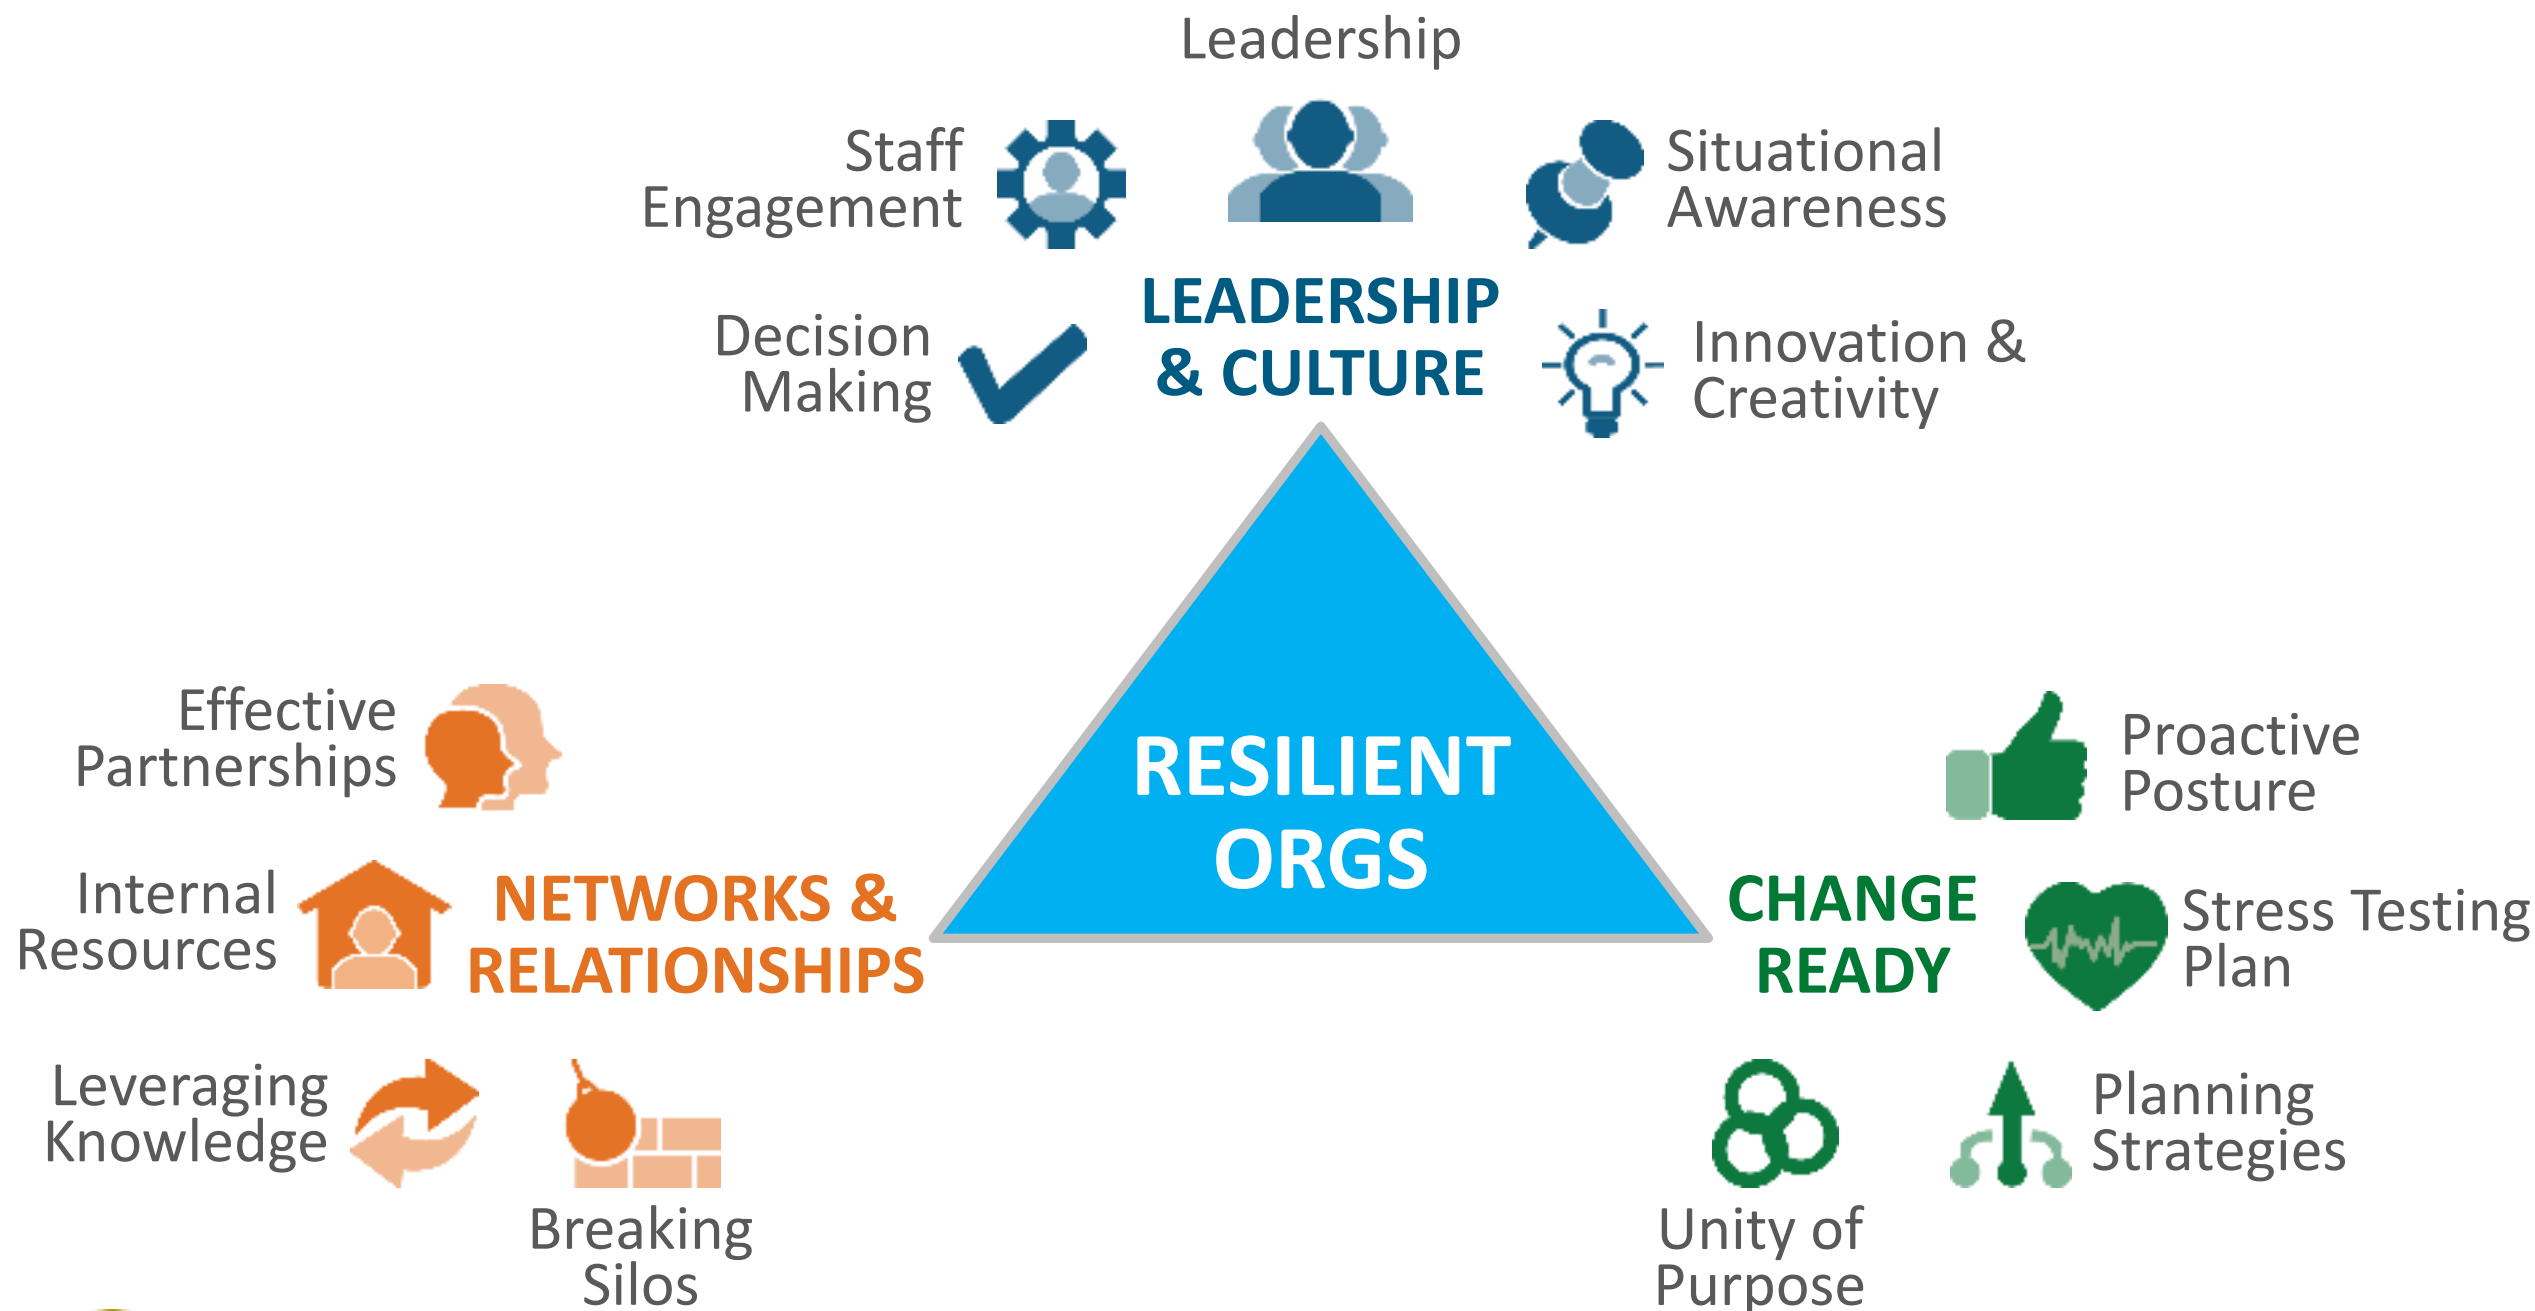 Leadership
Staff
Engagement
Situational
Awareness
LEADERSHIP
& CULTURE
Decision
Making
Innovation &
Creativity
RESILIENT
ORGS
Effective
Partnerships
Internal
Resources
NETWORKS &
RELATIONSHIPS
Leveraging
Knowledge
Breaking
Silos
Proactive
Posture
CHANGE
READY
Stress Testing
Plan
Planning
Strategies
Unity of
Purpose